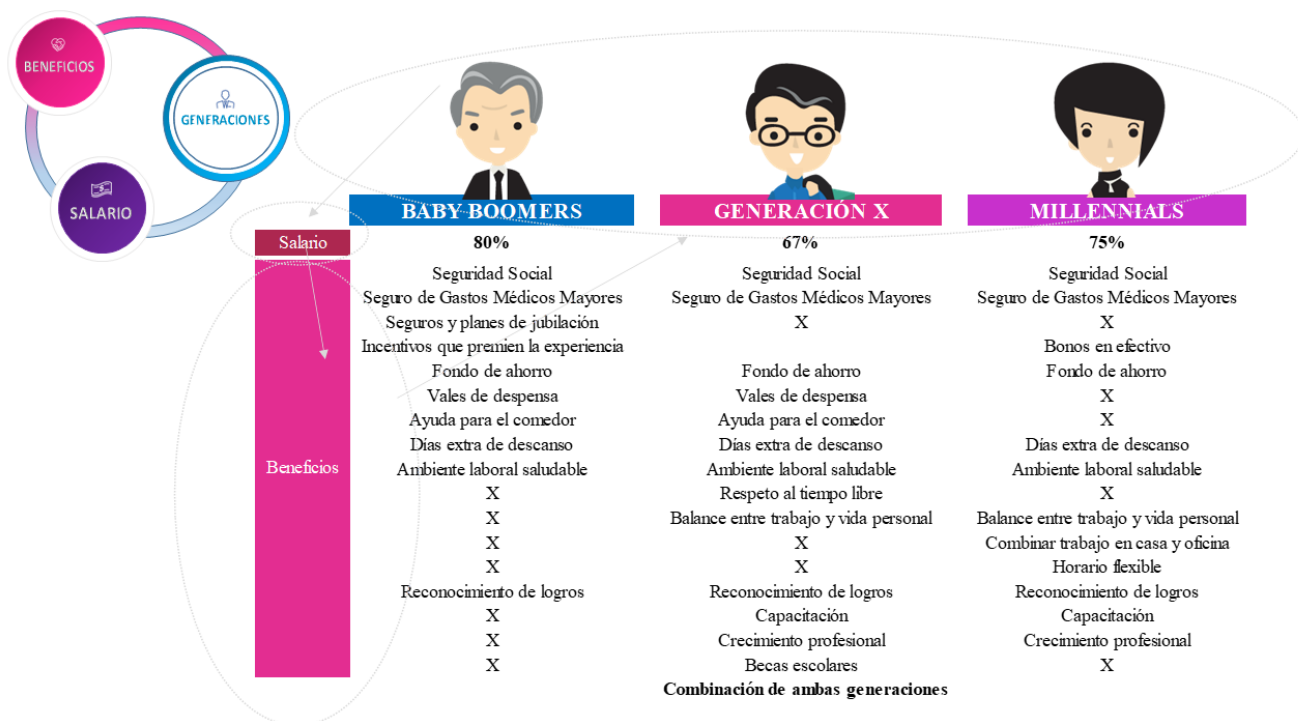 BENEFICIOS
GENERACIONES
SALARIO
BABY BOOMERS GENERACIÓN X MILLENNIALS
Salario 80% 67% 75%
Seguridad Social Seguridad Social Seguridad Social
Seguro de Gastos Médicos Mayores Seguro de Gastos Médicos Mayores Seguro de Gastos Médicos Mayores
Seguros y planes de jubilación X X
Incentivos que premien la experiencia Bonos en efectivo
Fondo de ahorro Fondo de ahorro Fondo de ahorro
Vales de despensa Vales de despensa X
Ayuda para el comedor Ayuda para el comedor X
Días extra de descanso Días extra de descanso Días extra de descanso
Beneficios Ambiente laboral saludable Ambiente laboral saludable Ambiente laboral saludable
X Respeto al tiempo libre X
X Balance entre trabajo y vida personal Balance entre trabajo y vida personal
X X Combinar trabajo en casa y oficina
X X Horario flexible
Reconocimiento de logros Reconocimiento de logros Reconocimiento de logros
X Capacitación Capacitación
X Crecimiento profesional Crecimiento profesional
X Becas escolares X
Combinación de ambas generaciones